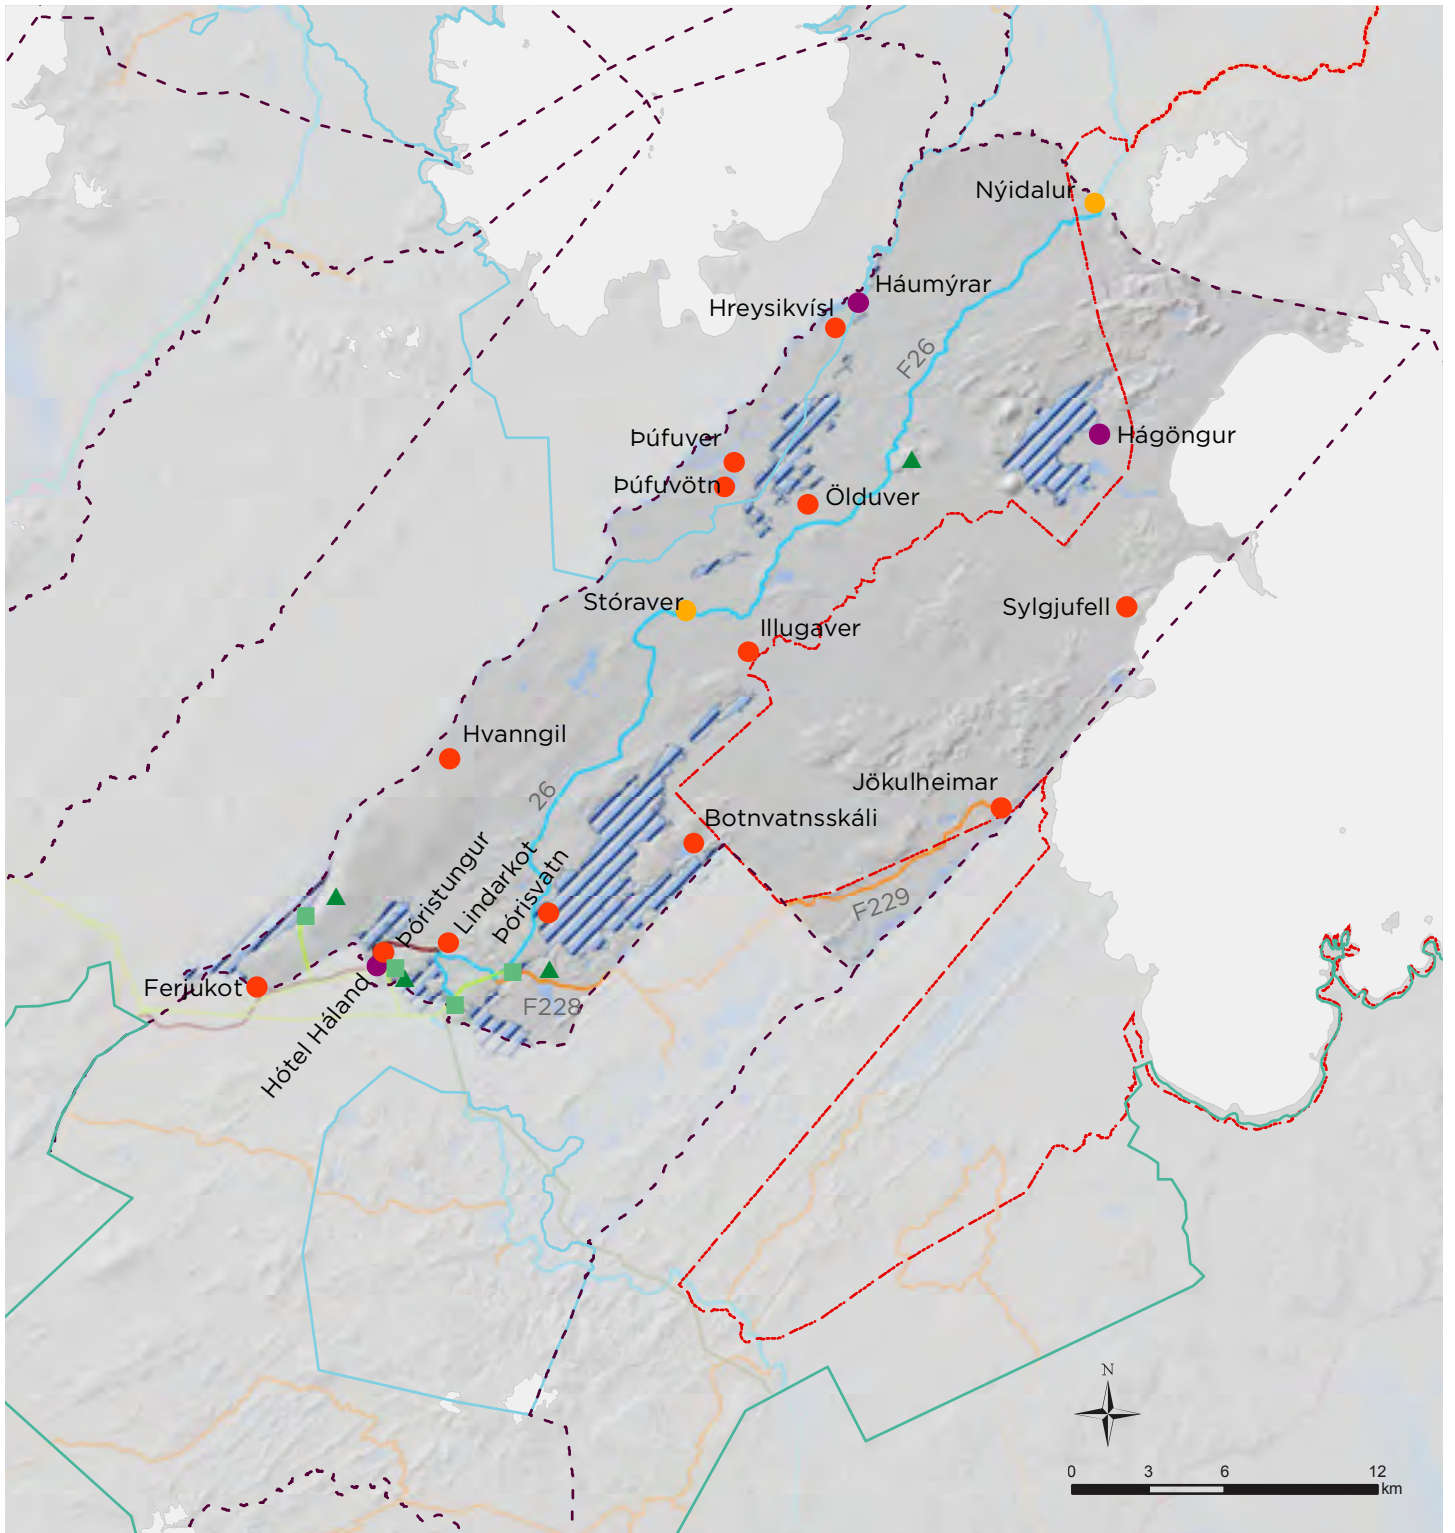 Nýidalur
Háumýrar
Hreysikvísl
F26
Þúfuver
Hágöngur
Þúfuvötn
Ölduver
Stóraver
Sylgjufell
Illugaver
Hvanngil
Jökulheimar
26
Botnvatnsskáli
Þóristungur
Lindarkot
Þórisvatn
F229
Ferjukot
Hótel Háland
F228
N
0 3 6 12
km